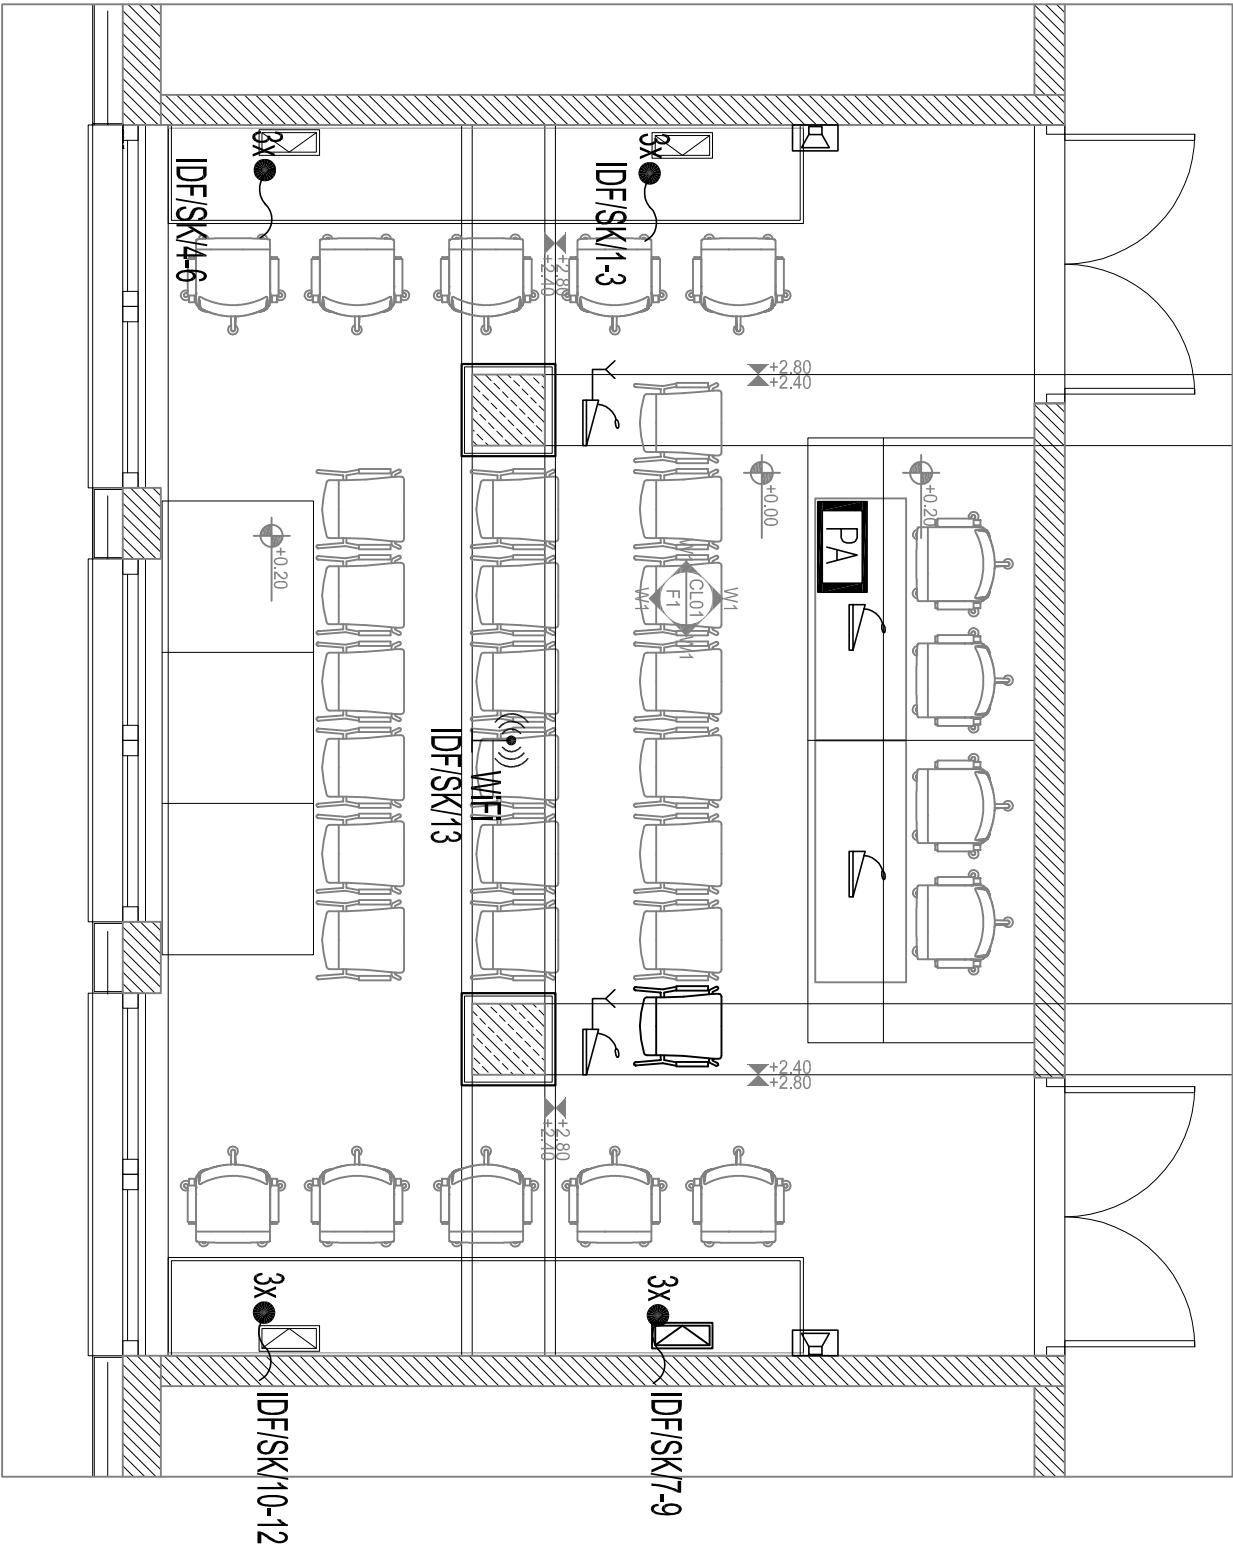 3x
IDF/SK/4-6
3x
IDF/SK/1-3
+2.80
+2.40
+2.80
+2.40
+0.00
+0.20
+0.20
PA
W1
CL01
F1
W1
W1
W1
WiFi
IDF/SK/13
+2.40
+2.80
+2.80
+2.40
3x
IDF/SK/10-12
3x
IDF/SK/7-9